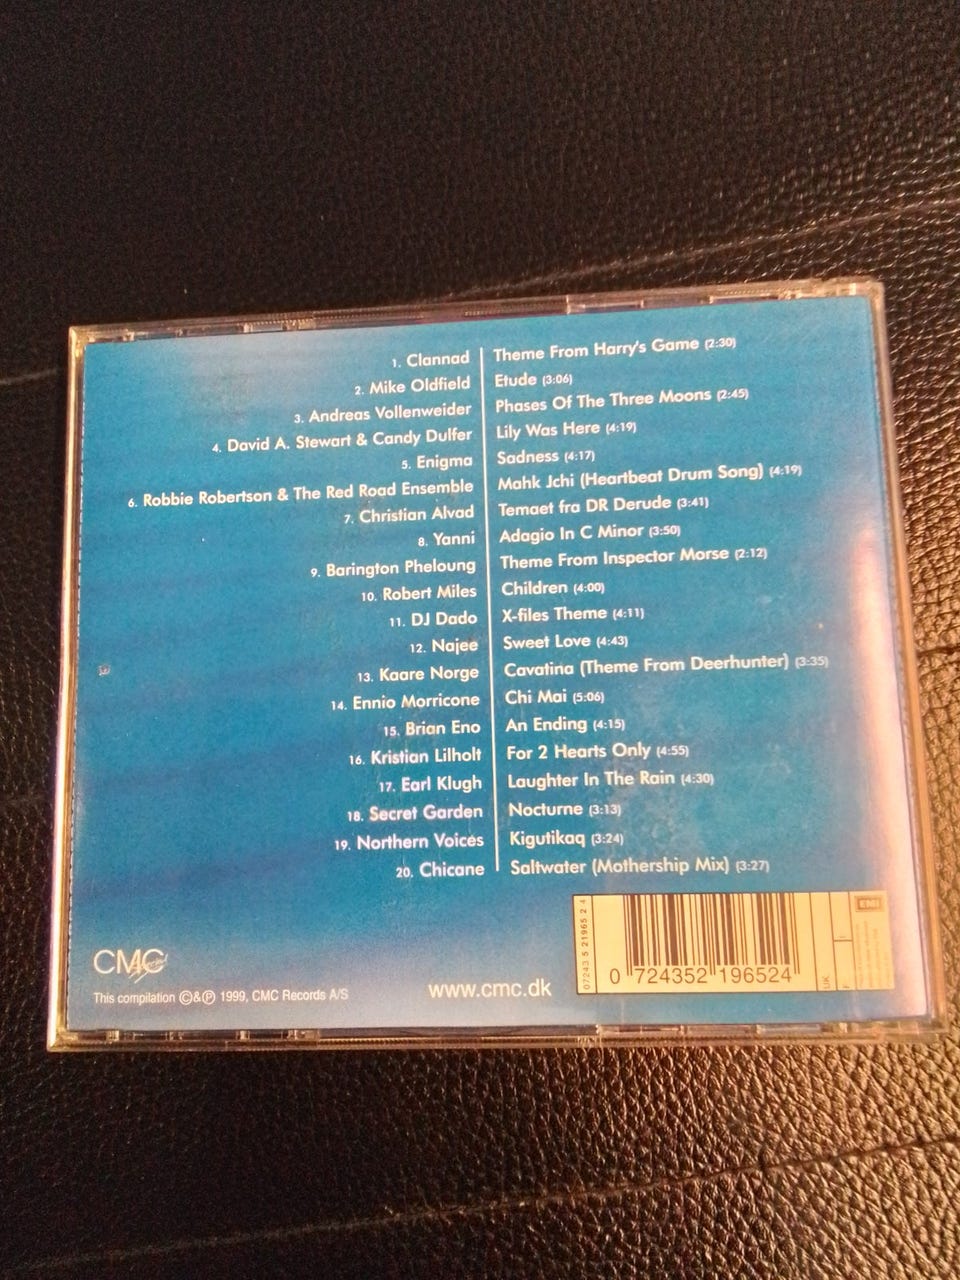 1. Clannad Theme From Harry's Game (2:30)
2. Mike Oldfield Etude (3:06)
3. Andreas Vollenweider Phases Of The Three Moons (2:45)
4. David A. Stewart & Candy Dulfer Lily Was Here (4:19)
5. Enigma Sadness (4:17)
6. Robbie Robertson & The Red Road Ensemble Mahk Jchi (Heartbeat Drum Song) (4:19)
7. Christian Alvad Temaet fra DR Derude (3:41)
8. Yanni Adagio In C Minor (3:50)
9. Barington Pheloung Theme From Inspector Morse (2:12)
10. Robert Miles Children (4:00)
11. DJ Dado X-files Theme (4:11)
12. Najee Sweet Love (4:43)
13. Kaare Norge Cavatina (Theme From Deerhunter) (3:35)
14. Ennio Morricone Chi Mai (5:06)
15. Brian Eno An Ending (4:15)
16. Kristian Lilholt For 2 Hearts Only (4:55)
17. Earl Klugh Laughter In The Rain (4:30)
18. Secret Garden Nocturne (3:13)
19. Northern Voices Kigutikaq (3:24)
20. Chicane Saltwater (Mothership Mix) (3:27)
CMC
This compilation ©&℗ 1999, CMC Records A/S
www.cmc.dk
07243 5 21965 2 4
0 724352 196524
UK
F
EMI